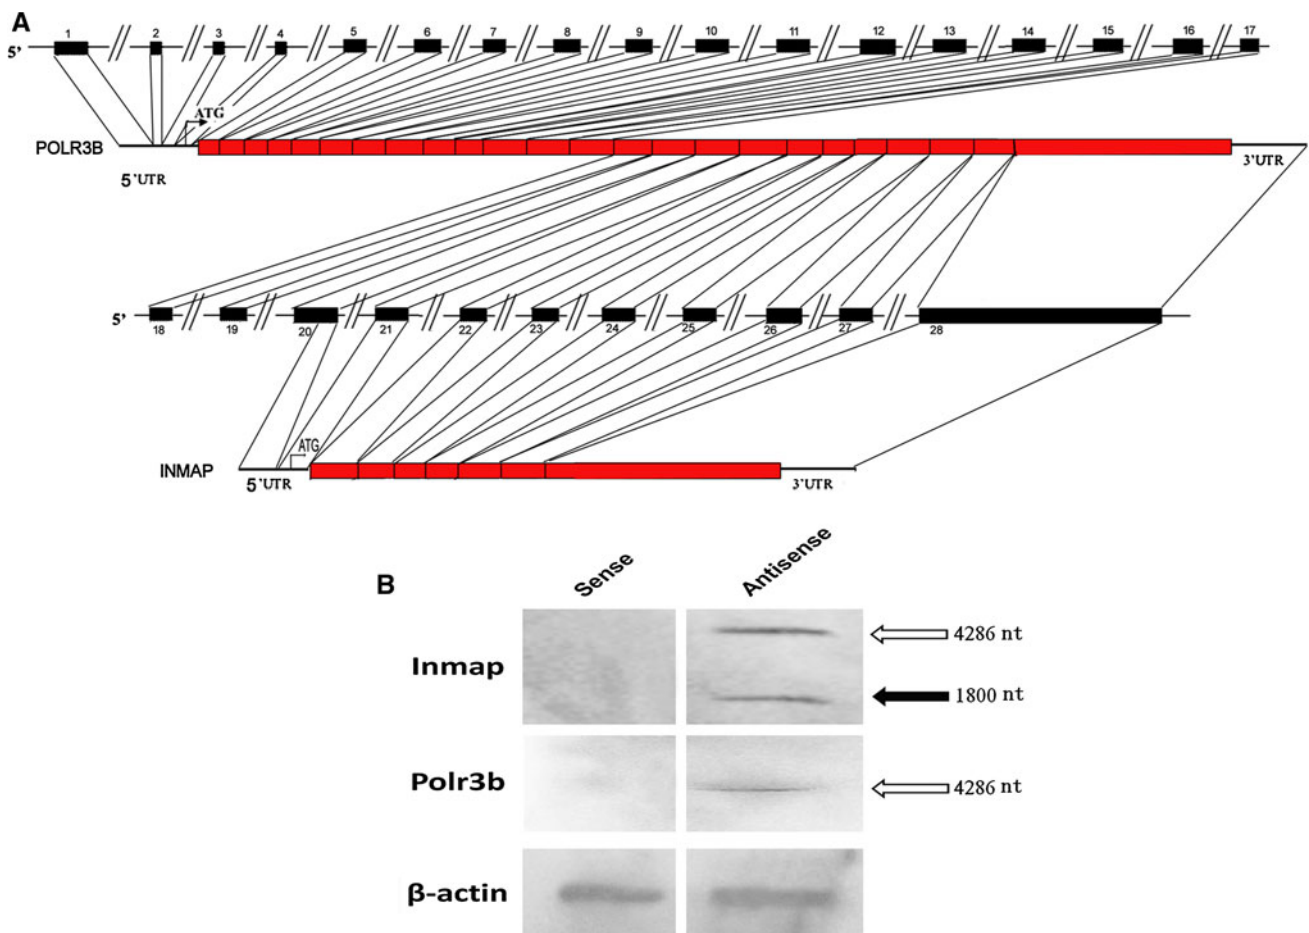 A
1 2 3 4 5 6 7 8 9 10 11 12 13 14 15 16 17
5'
ATG
POLR3B
3'UTR
5'UTR
5'
18 19 20 21 22 23 24 25 26 27 28
ATG
INMAP
5'UTR
3'UTR
B
Sense Antisense
Inmap
4286 nt
1800 nt
Polr3b
4286 nt
β-actin